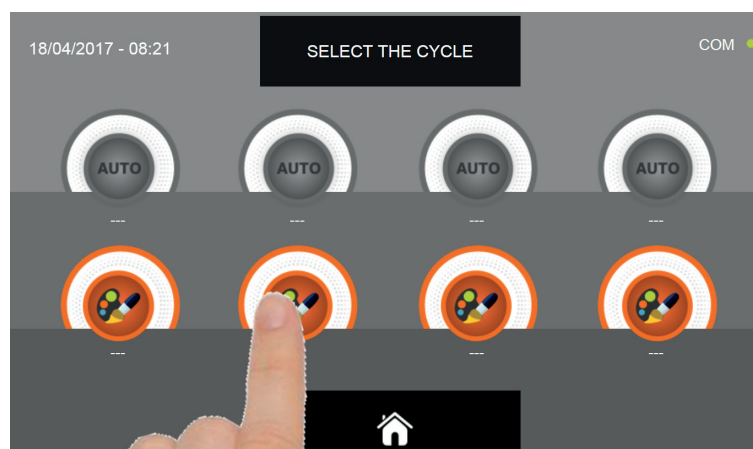 18/04/2017 - 08:21
SELECT THE CYCLE
COM
AUTO AUTO AUTO AUTO
--- --- --- ---
--- --- ---